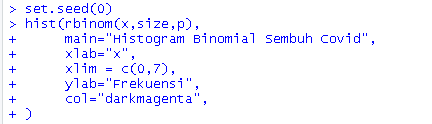 > set.seed(0)
> hist(rbinom(x,size,p),
+     main="Histogram Binomial Sembuh Covid",
+     xlab="x",
+     xlim = c(0,7),
+     ylab="Frekuensi",
+     col="darkmagenta",
+ )